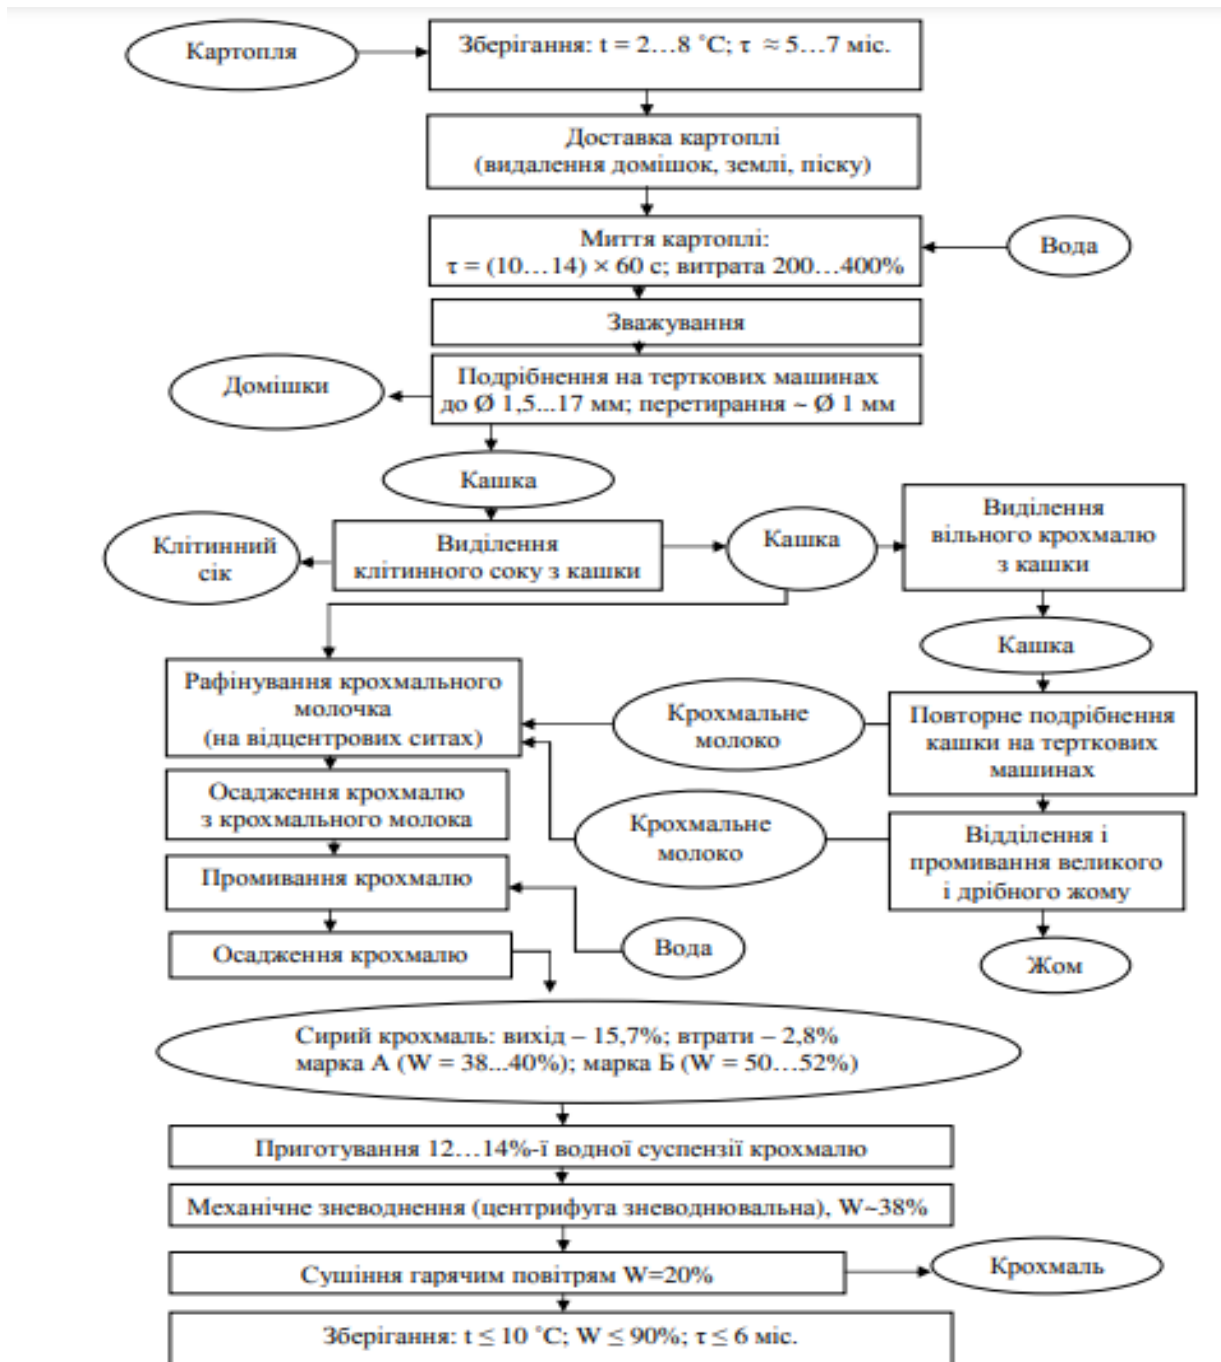 Картопля
Зберігання: t = 2…8 ˚С; τ ≈ 5…7 міс.
Доставка картоплі
(видалення домішок, землі, піску)
Миття картоплі:
τ = (10…14) × 60 с; витрата 200…400%
Вода
Зважування
Домішки
Подрібнення на терткових машинах
до Ø 1,5...17 мм; перетирання ~ Ø 1 мм
Кашка
Клітинний
сік
Виділення
клітинного соку з кашки
Кашка
Виділення
вільного крохмалю
з кашки
Кашка
Рафінування крохмального
молочка
(на відцентрових ситах)
Крохмальне
молоко
Повторне подрібнення
кашки на терткових
машинах
Осадження крохмалю
з крохмального молока
Крохмальне
молоко
Відділення і
промивання великого
і дрібного жому
Промивання крохмалю
Осадження крохмалю
Вода
Жом
Сирий крохмаль: вихід – 15,7%; втрати – 2,8%
марка А (W = 38...40%); марка Б (W = 50…52%)
Приготування 12…14%-ї водної суспензії крохмалю
Механічне зневоднення (центрифуга зневоднювальна), W~38%
Сушіння гарячим повітрям W=20%
Крохмаль
Зберігання: t ≤ 10 ˚С; W ≤ 90%; τ ≤ 6 міс.